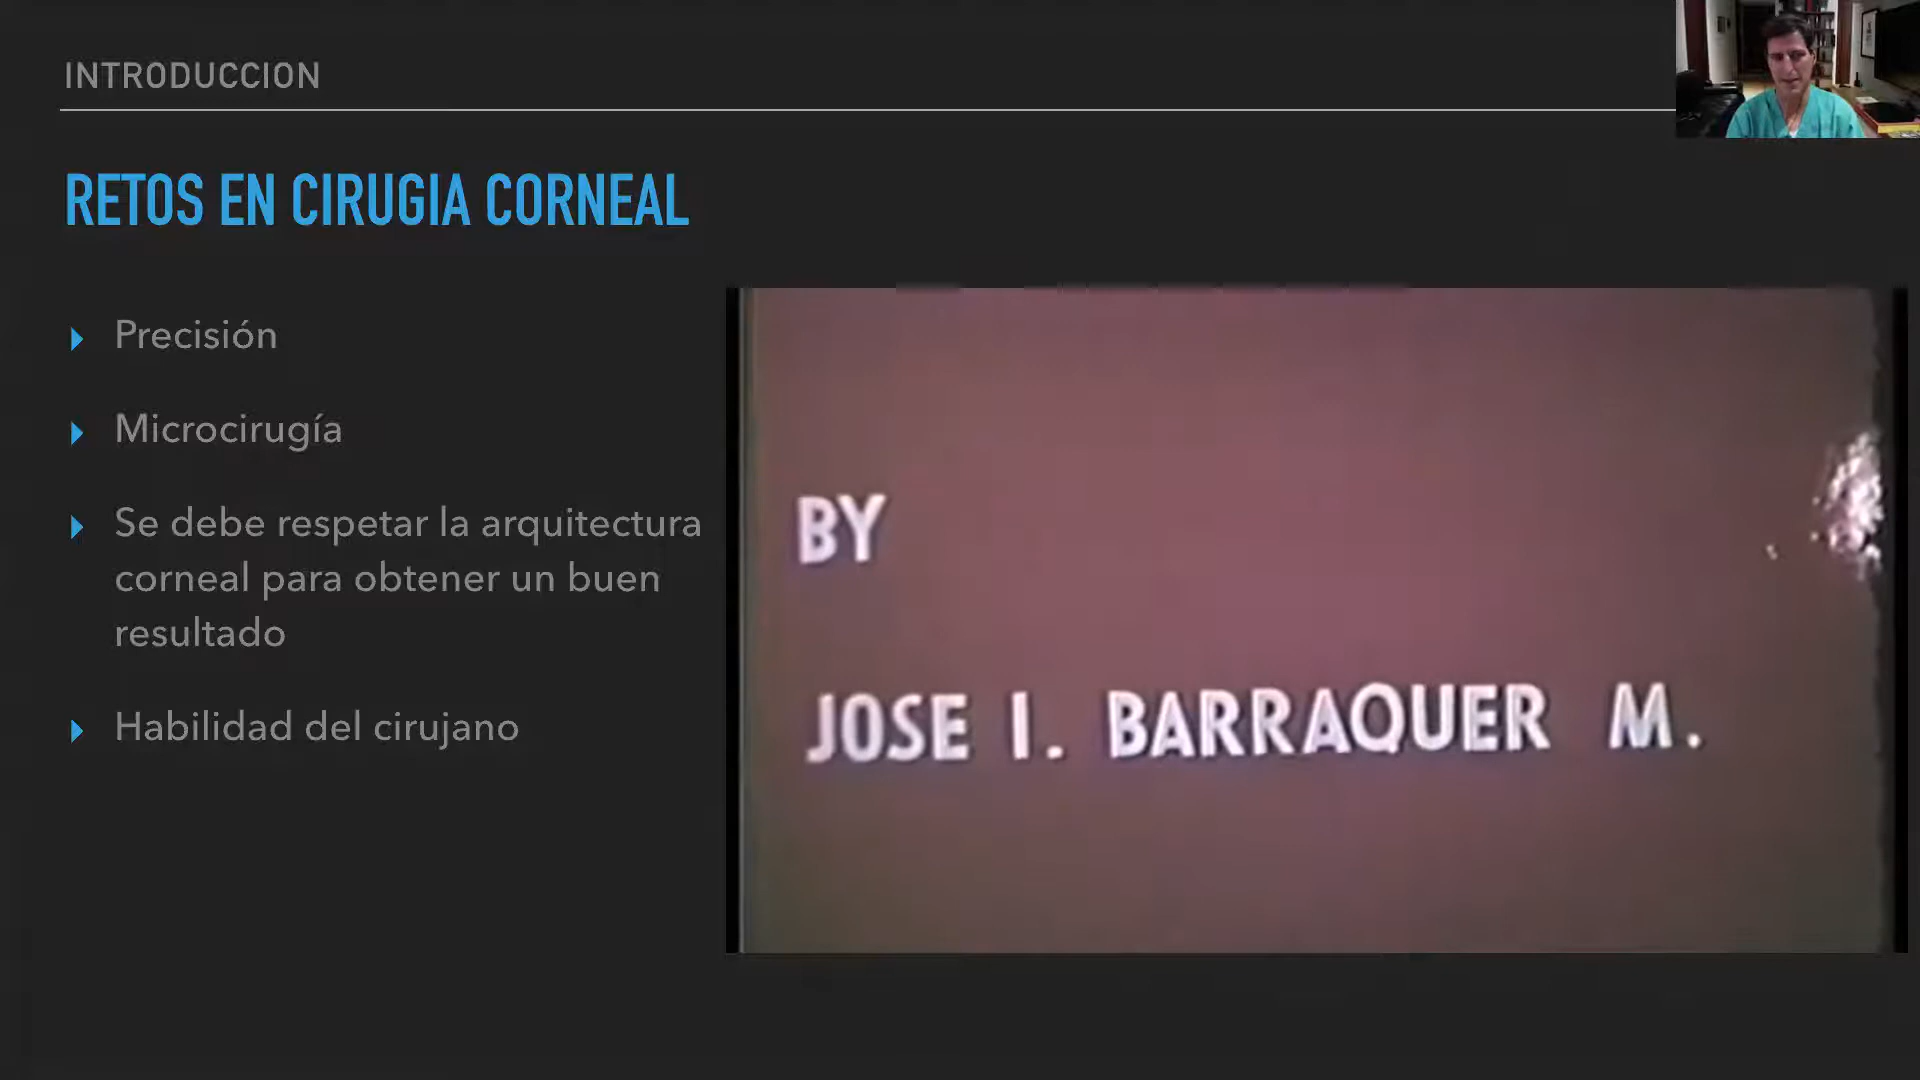 INTRODUCCION
RETOS EN CIRUGIA CORNEAL
Precisión
Microcirugía
Se debe respetar la arquitectura
corneal para obtener un buen
resultado
Habilidad del cirujano
BY
JOSE I. BARRAQUER M.